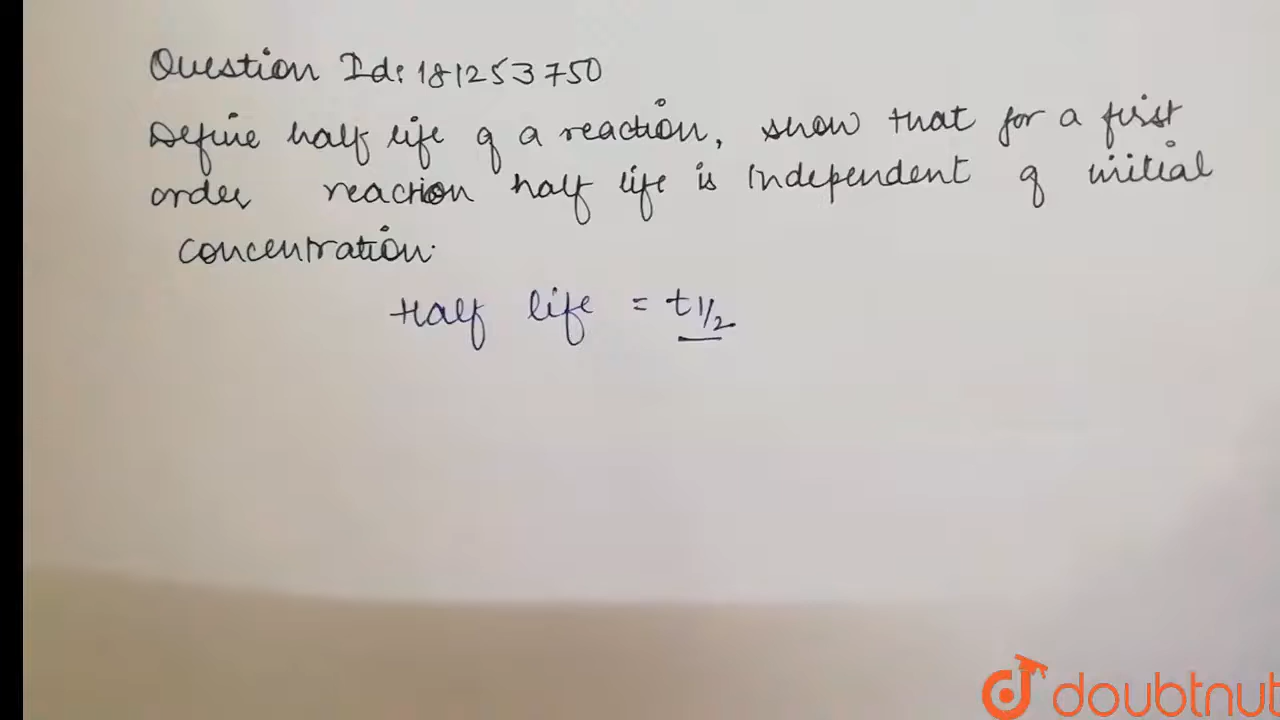 Question Id: 181253750
Define half life of a reaction, show that for a first
order reaction half life is independent of initial
concentration.
Half life = t1/2
doubtnut